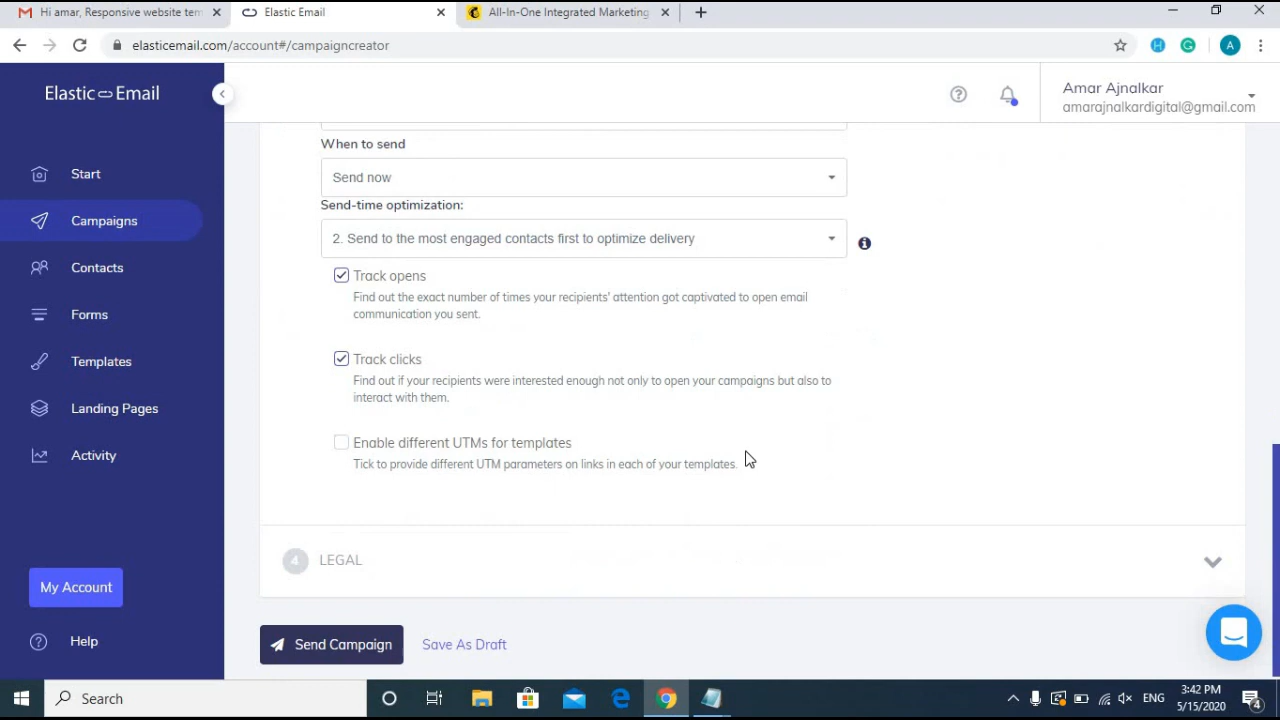 Hi amar, Responsive website tem
Elastic Email
All-In-One Integrated Marketing
elasticemail.com/account#/campaigncreator
A
Elastic Email
Amar Ajnalkar
amarajnalkardigital@gmail.com
Start
Campaigns
Contacts
Forms
Templates
Landing Pages
Activity
My Account
Help
When to send
Send now
Send-time optimization:
2. Send to the most engaged contacts first to optimize delivery
Track opens
Find out the exact number of times your recipients' attention got captivated to open email
communication you sent.
Track clicks
Find out if your recipients were interested enough not only to open your campaigns but also to
interact with them.
Enable different UTMs for templates
Tick to provide different UTM parameters on links in each of your templates.
4 LEGAL
Send Campaign
Save As Draft
Search
ENG
3:42 PM
5/15/2020
4